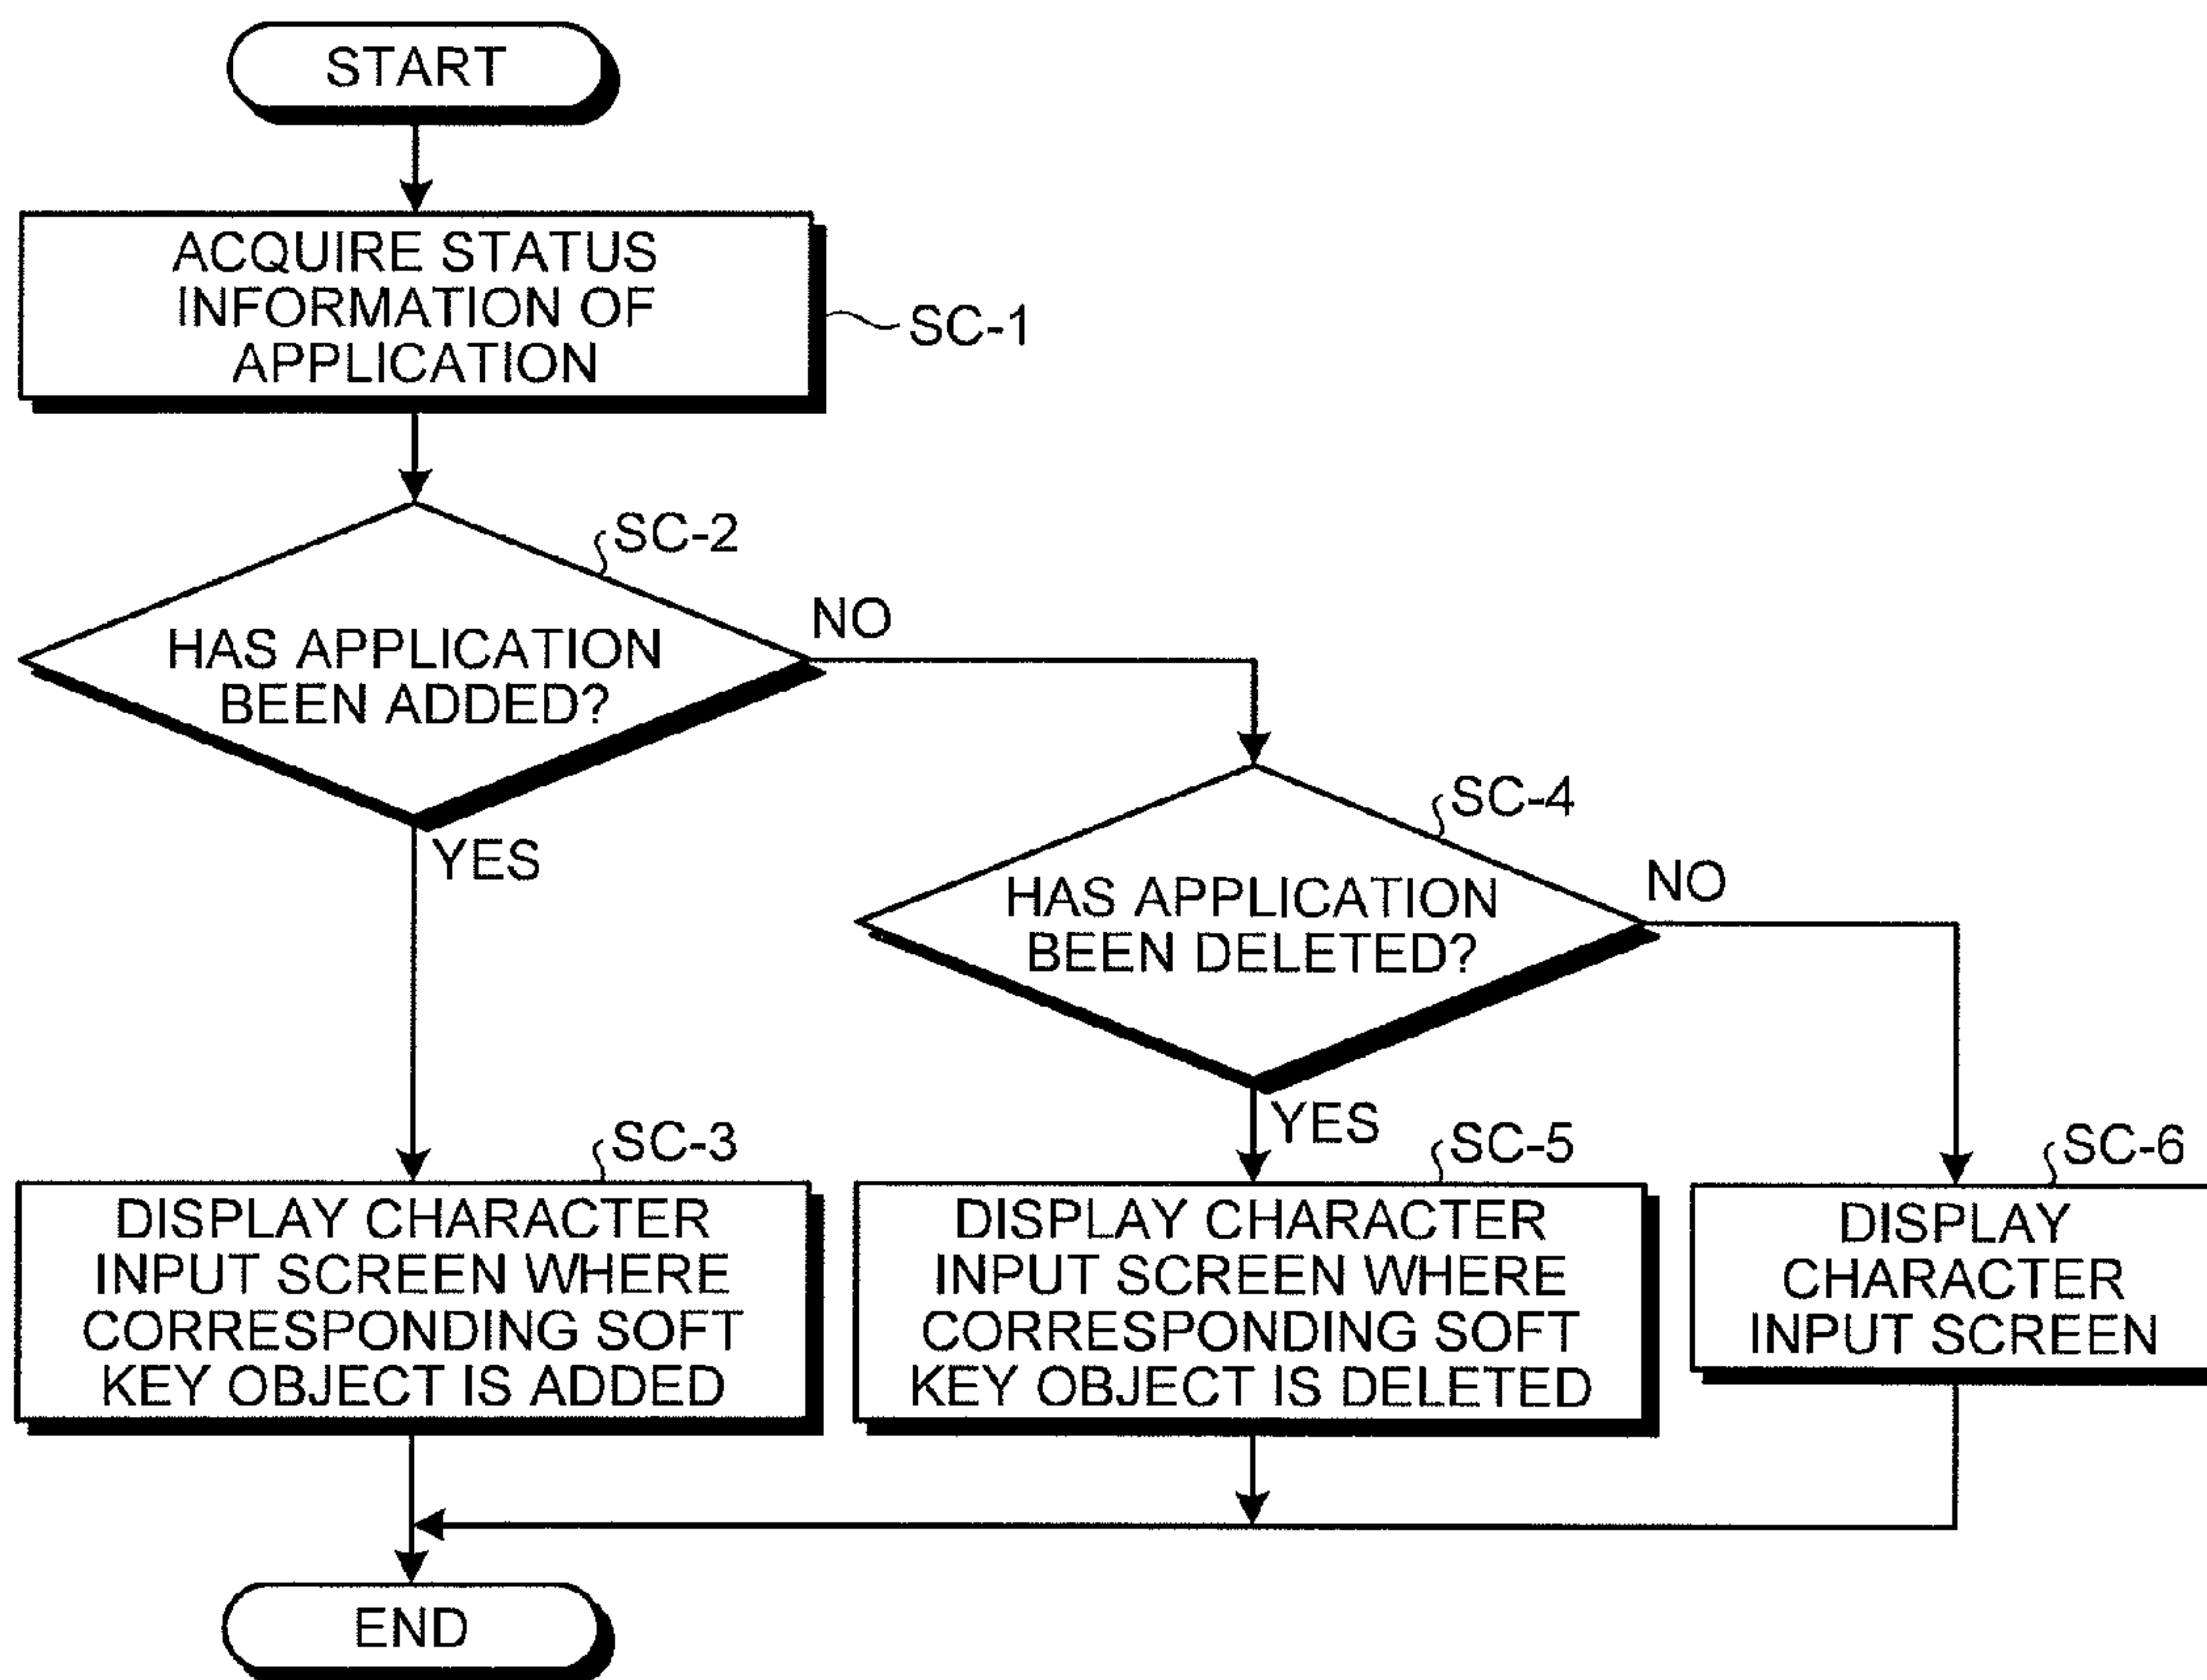 START
ACQUIRE STATUS
INFORMATION OF
APPLICATION
SC-1
SC-2
HAS APPLICATION
BEEN ADDED?
NO
YES
SC-4
HAS APPLICATION
BEEN DELETED?
NO
YES
SC-3
DISPLAY CHARACTER
INPUT SCREEN WHERE
CORRESPONDING SOFT
KEY OBJECT IS ADDED
SC-5
DISPLAY CHARACTER
INPUT SCREEN WHERE
CORRESPONDING SOFT
KEY OBJECT IS DELETED
SC-6
DISPLAY
CHARACTER
INPUT SCREEN
END